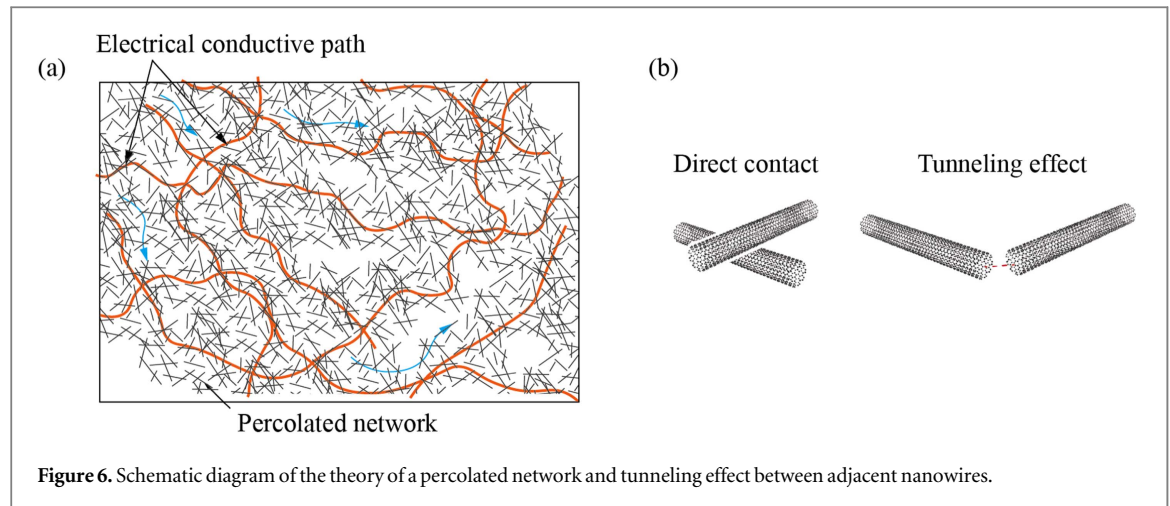 Electrical conductive path
(a)
(b)
Direct contact
Tunneling effect
Percolated network
Figure 6. Schematic diagram of the theory of a percolated network and tunneling effect between adjacent nanowires.